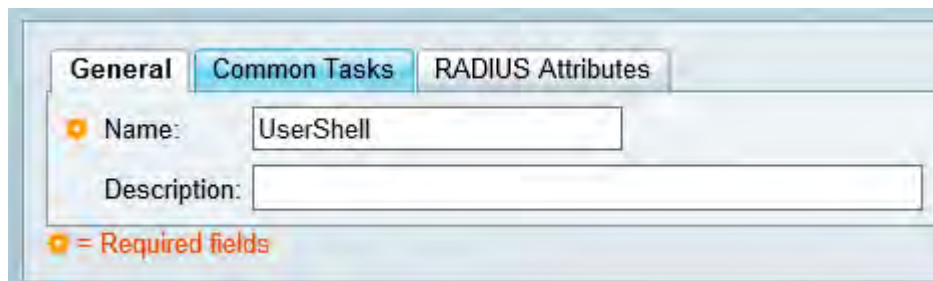 General Common Tasks RADIUS Attributes
Name: UserShell
Description:
= Required fields